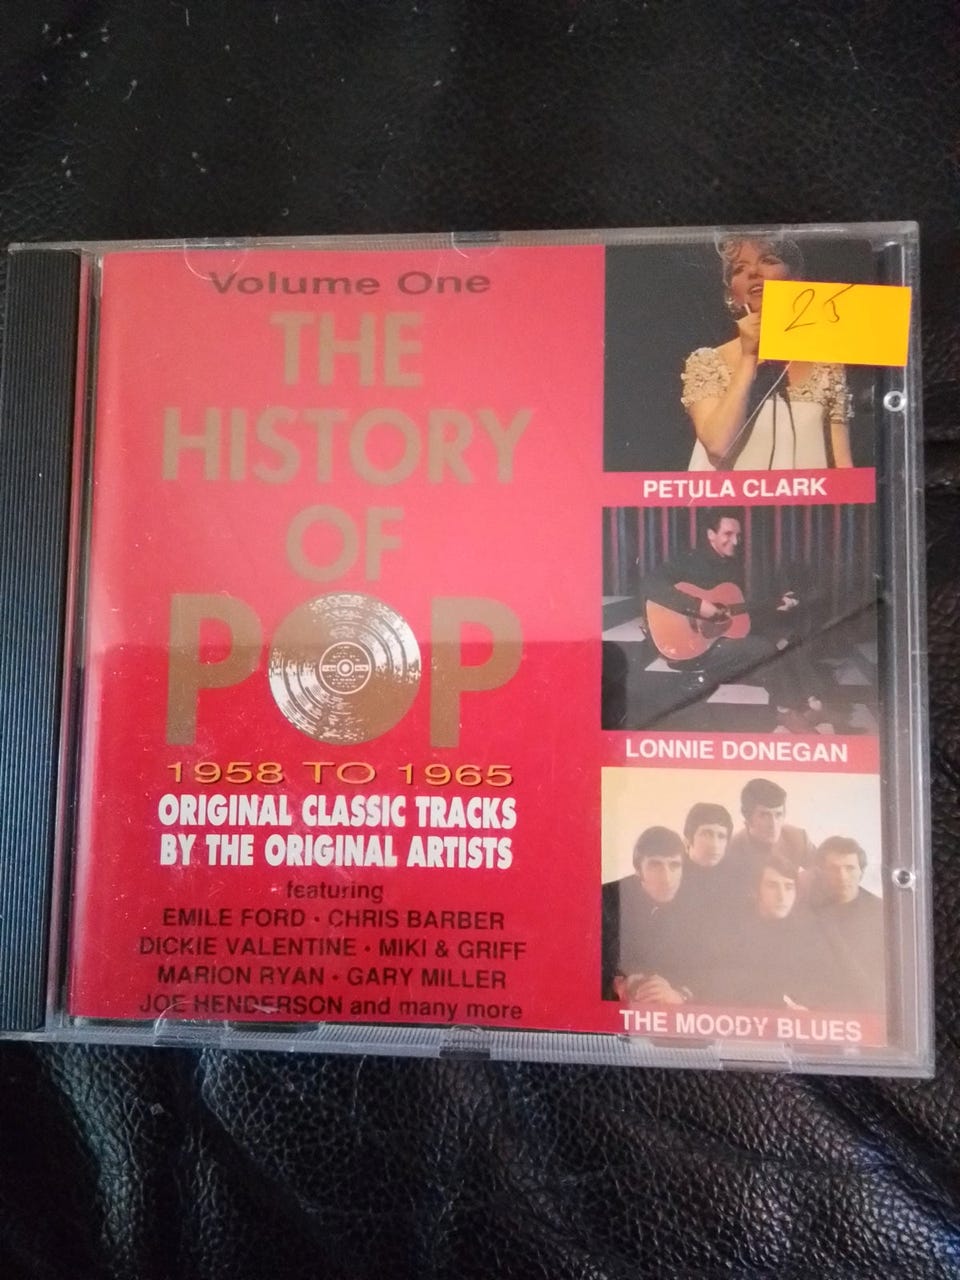 Volume One
THE
HISTORY
OF
POP
1958 TO 1965
ORIGINAL CLASSIC TRACKS
BY THE ORIGINAL ARTISTS
featuring
EMILE FORD • CHRIS BARBER
DICKIE VALENTINE • MIKI & GRIFF
MARION RYAN • GARY MILLER
JOE HENDERSON and many more
25
PETULA CLARK
LONNIE DONEGAN
THE MOODY BLUES